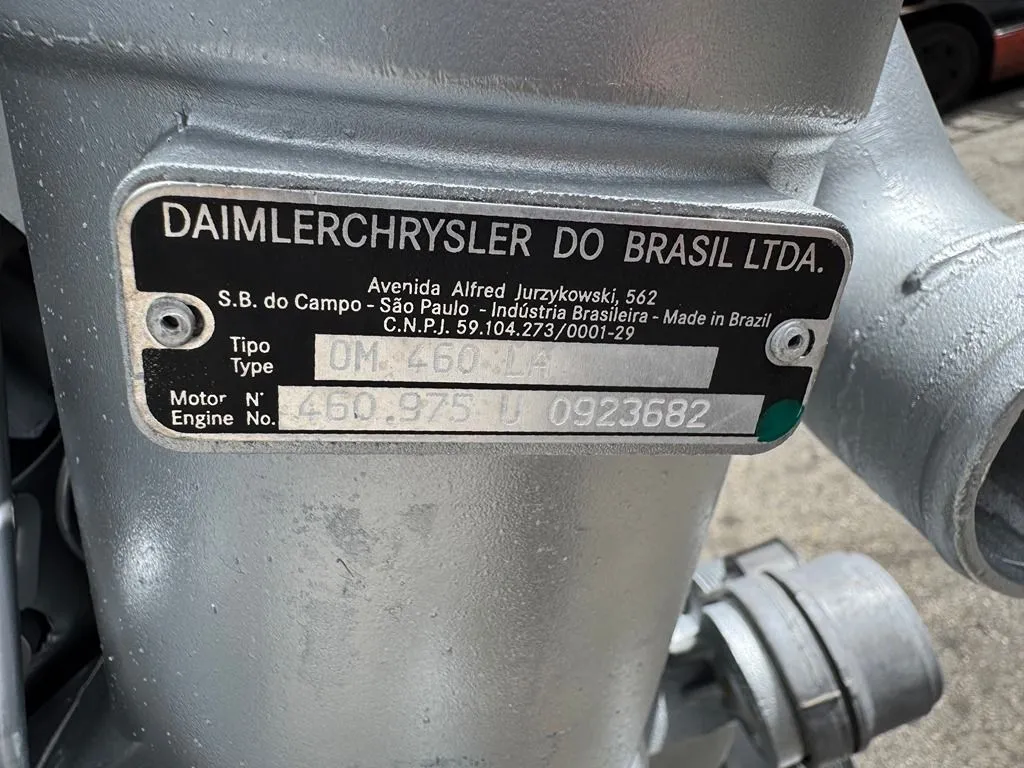 DAIMLERCHRYSLER DO BRASIL LTDA.
Avenida Alfred Jurzykowski, 562
S.B. do Campo - São Paulo - Indústria Brasileira - Made in Brazil
C.N.P.J. 59.104.273/0001-29
Tipo
Type
OM 460 LA
Motor N°
Engine No.
460.975 U 0923682